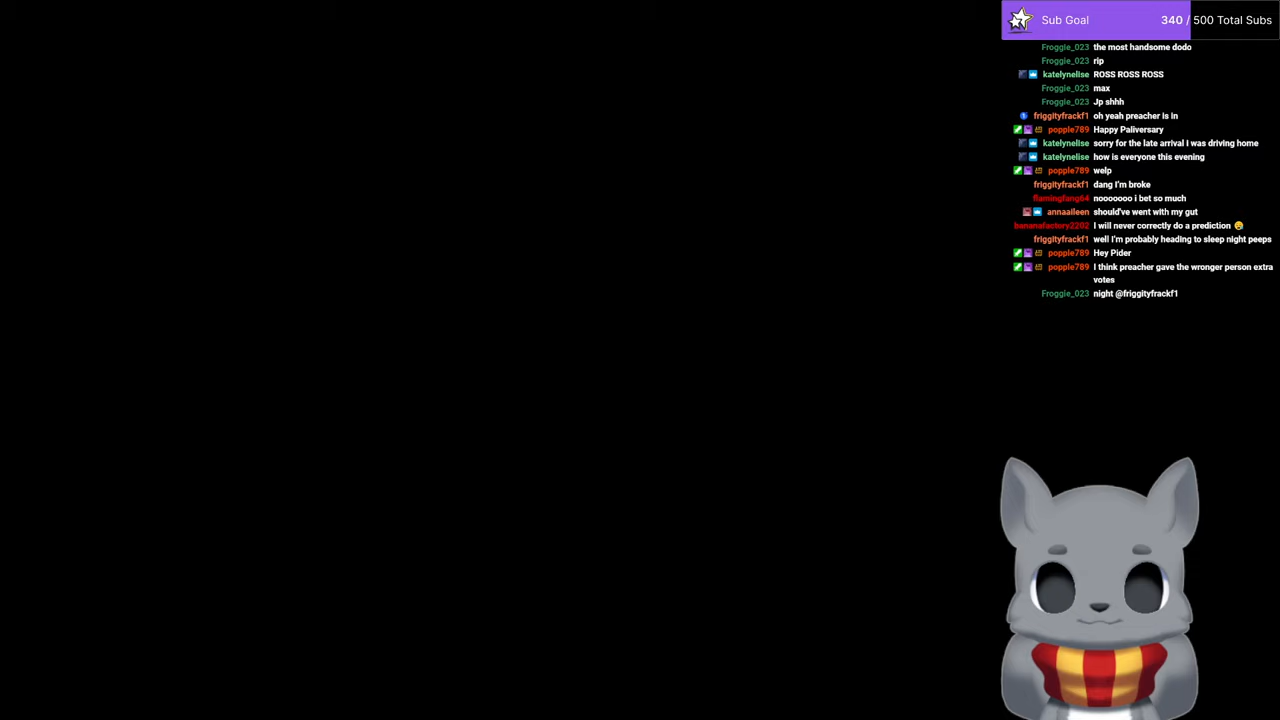 Sub Goal 340 / 500 Total Subs
Froggie_023 the most handsome dodo
Froggie_023 rip
katelynelise ROSS ROSS ROSS
Froggie_023 max
Froggie_023 Jp shhh
friggityfrackf1 oh yeah preacher is in
popple789 Happy Paliversary
katelynelise sorry for the late arrival I was driving home
katelynelise how is everyone this evening
popple789 welp
friggityfrackf1 dang I'm broke
flamingfang64 nooooooo i bet so much
annaaileen should've went with my gut
bananafactory2202 I will never correctly do a prediction 😥
friggityfrackf1 well I'm probably heading to sleep night peeps
popple789 Hey Pider
popple789 I think preacher gave the wronger person extra
votes
Froggie_023 night @friggityfrackf1